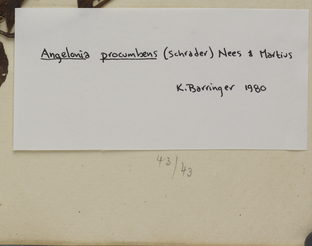 Angelonia procumbens (Schrader) Nees & Martius
K. Barringer 1980
43/43